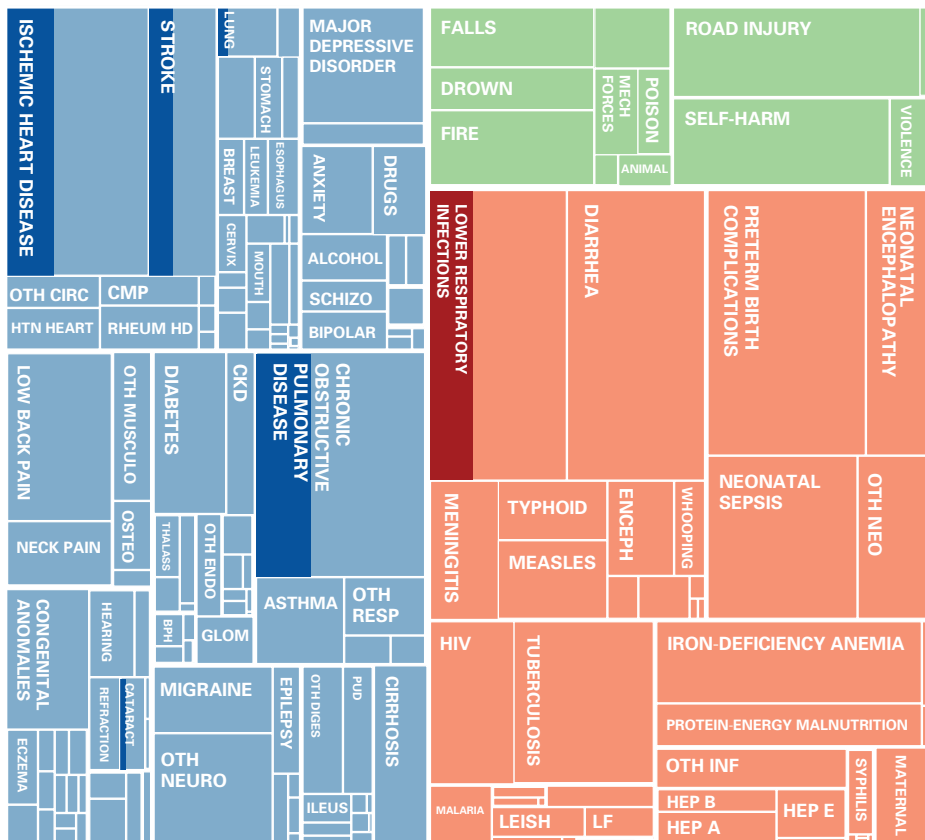 ISCHEMIC HEART DISEASE
STROKE
LUNG
STOMACH
BREAST
LEUKEMIA
ESOPHAGUS
CERVIX
MOUTH
OTH CIRC
CMP
HTN HEART
RHEUM HD
MAJOR
DEPRESSIVE
DISORDER
ANXIETY
DRUGS
ALCOHOL
SCHIZO
BIPOLAR
LOW BACK PAIN
OTH MUSCULO
NECK PAIN
OSTEO
DIABETES
CKD
THALASS
OTH ENDO
BPH
GLOM
CHRONIC
OBSTRUCTIVE
PULMONARY
DISEASE
ASTHMA
OTH
RESP
CONGENITAL
ANOMALIES
HEARING
REFRACTION
CATARACT
ECZEMA
MIGRAINE
EPILEPSY
OTH
NEURO
OTH DIGES
PUD
CIRRHOSIS
ILEUS
FALLS
DROWN
FIRE
MECH
FORCES
POISON
ANIMAL
ROAD INJURY
SELF-HARM
VIOLENCE
LOWER RESPIRATORY
INFECTIONS
DIARRHEA
PRETERM BIRTH
COMPLICATIONS
NEONATAL
ENCEPHALOPATHY
MENINGITIS
TYPHOID
MEASLES
ENCEPH
WHOOPING
NEONATAL
SEPSIS
OTH NEO
HIV
TUBERCULOSIS
MALARIA
LEISH
LF
IRON-DEFICIENCY ANEMIA
PROTEIN-ENERGY MALNUTRITION
OTH INF
HEP B
HEP A
HEP E
SYPHILIS
MATERNAL